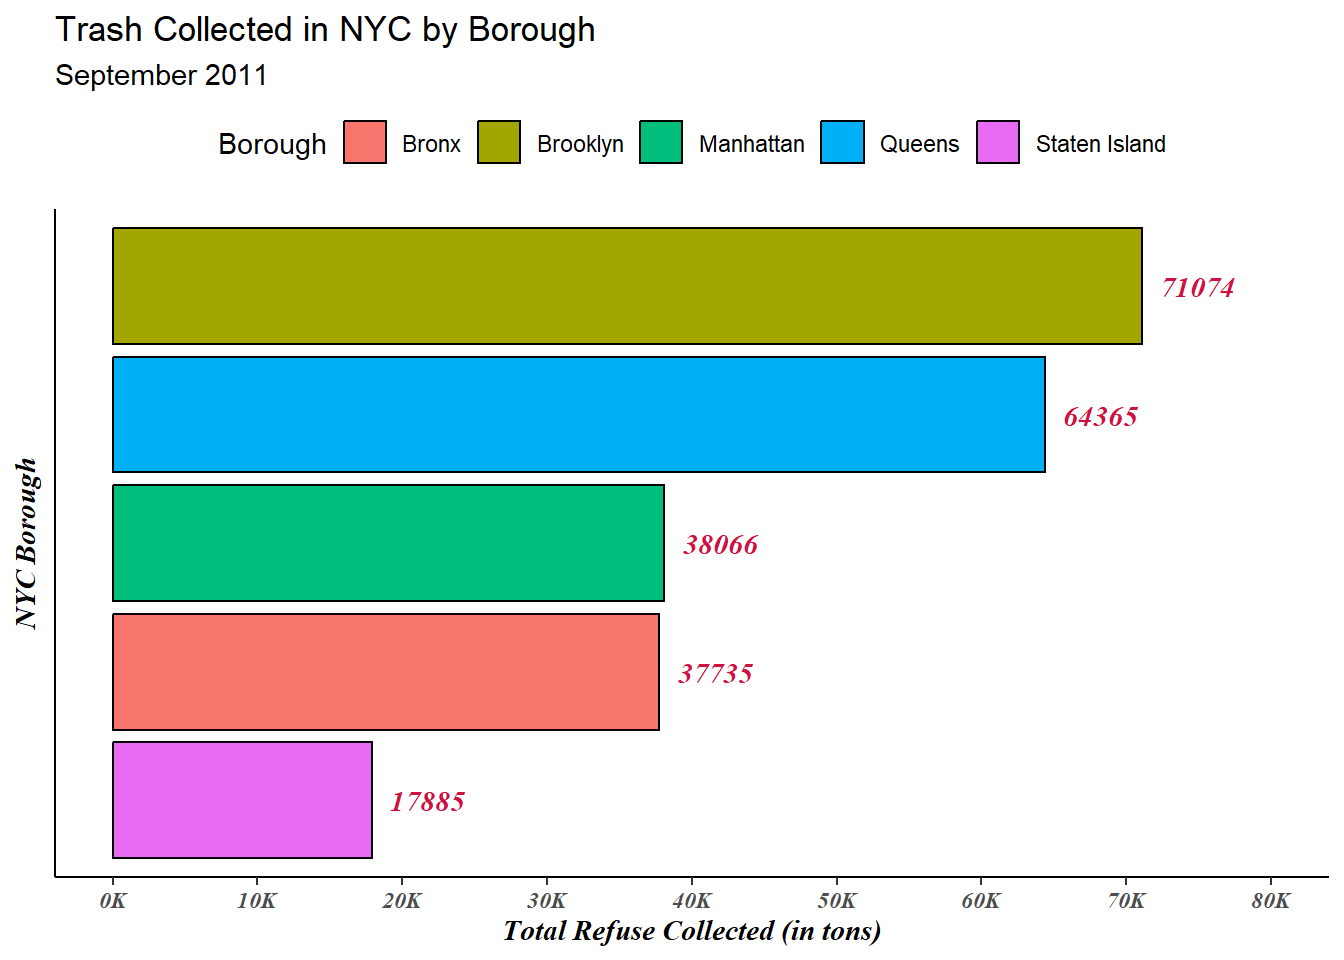 Trash Collected in NYC by Borough
September 2011
Borough Bronx Brooklyn Manhattan Queens Staten Island
71074
64365
38066
37735
17885
NYC Borough
0K 10K 20K 30K 40K 50K 60K 70K 80K
Total Refuse Collected (in tons)